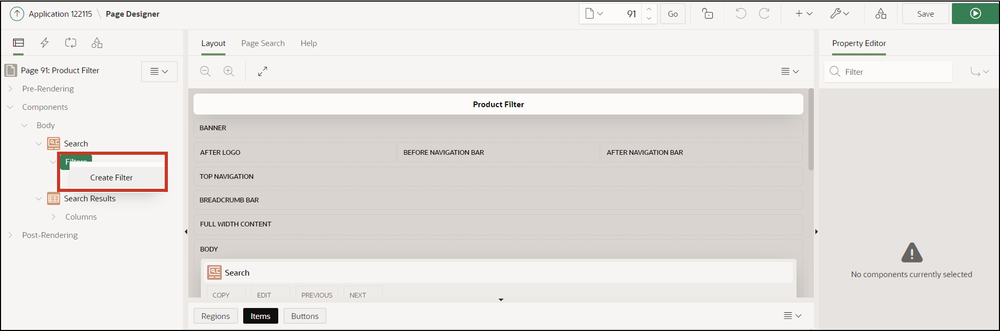 Application 122115 \ Page Designer
91
Go
Save
Page 91: Product Filter
Pre-Rendering
Components
Body
Search
Filters
Create Filter
Search Results
Columns
Post-Rendering
Layout Page Search Help
Product Filter
BANNER
AFTER LOGO BEFORE NAVIGATION BAR AFTER NAVIGATION BAR
TOP NAVIGATION
BREADCRUMB BAR
FULL WIDTH CONTENT
BODY
Search
COPY EDIT PREVIOUS NEXT
Regions Items Buttons
Property Editor
Filter
No components currently selected